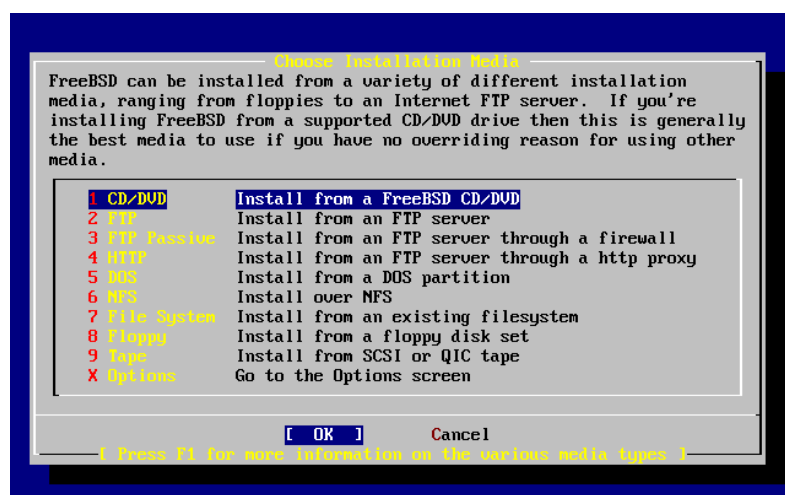 Choose Installation Media
FreeBSD can be installed from a variety of different installation
media, ranging from floppies to an Internet FTP server.  If you're
installing FreeBSD from a supported CD/DVD drive then this is generally
the best media to use if you have no overriding reason for using other
media.
1 CD/DVD Install from a FreeBSD CD/DVD
2 FTP Install from an FTP server
3 FTP Passive Install from an FTP server through a firewall
4 HTTP Install from an FTP server through a http proxy
5 DOS Install from a DOS partition
6 NFS Install over NFS
7 File System Install from an existing filesystem
8 Floppy Install from a floppy disk set
9 Tape Install from SCSI or QIC tape
X Options Go to the Options screen
[ OK ] Cancel
[ Press F1 for more information on the various media types ]